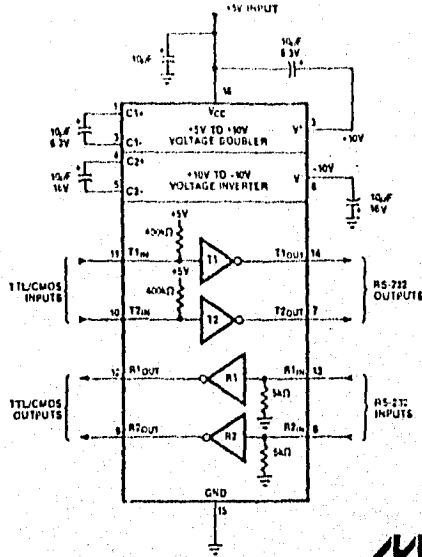 +5V INPUT
10µF
10µF
6.3V
16
VCC
1
C1+
+5V TO +10V
VOLTAGE DOUBLER
V+
3
+10V
10µF
6.3V
3
C1-
4
C2+
+10V TO -10V
VOLTAGE INVERTER
V-
-10V
6
10µF
16V
5
C2-
10µF
16V
+5V
400kΩ
11
T1IN
T1
T1OUT
14
+5V
400kΩ
TTL/CMOS
INPUTS
RS-232
OUTPUTS
10
T2IN
T2
T2OUT
7
12
R1OUT
R1
R1IN
13
5kΩ
TTL/CMOS
OUTPUTS
RS-232
INPUTS
9
R2OUT
R2
R2IN
5kΩ
GND
15